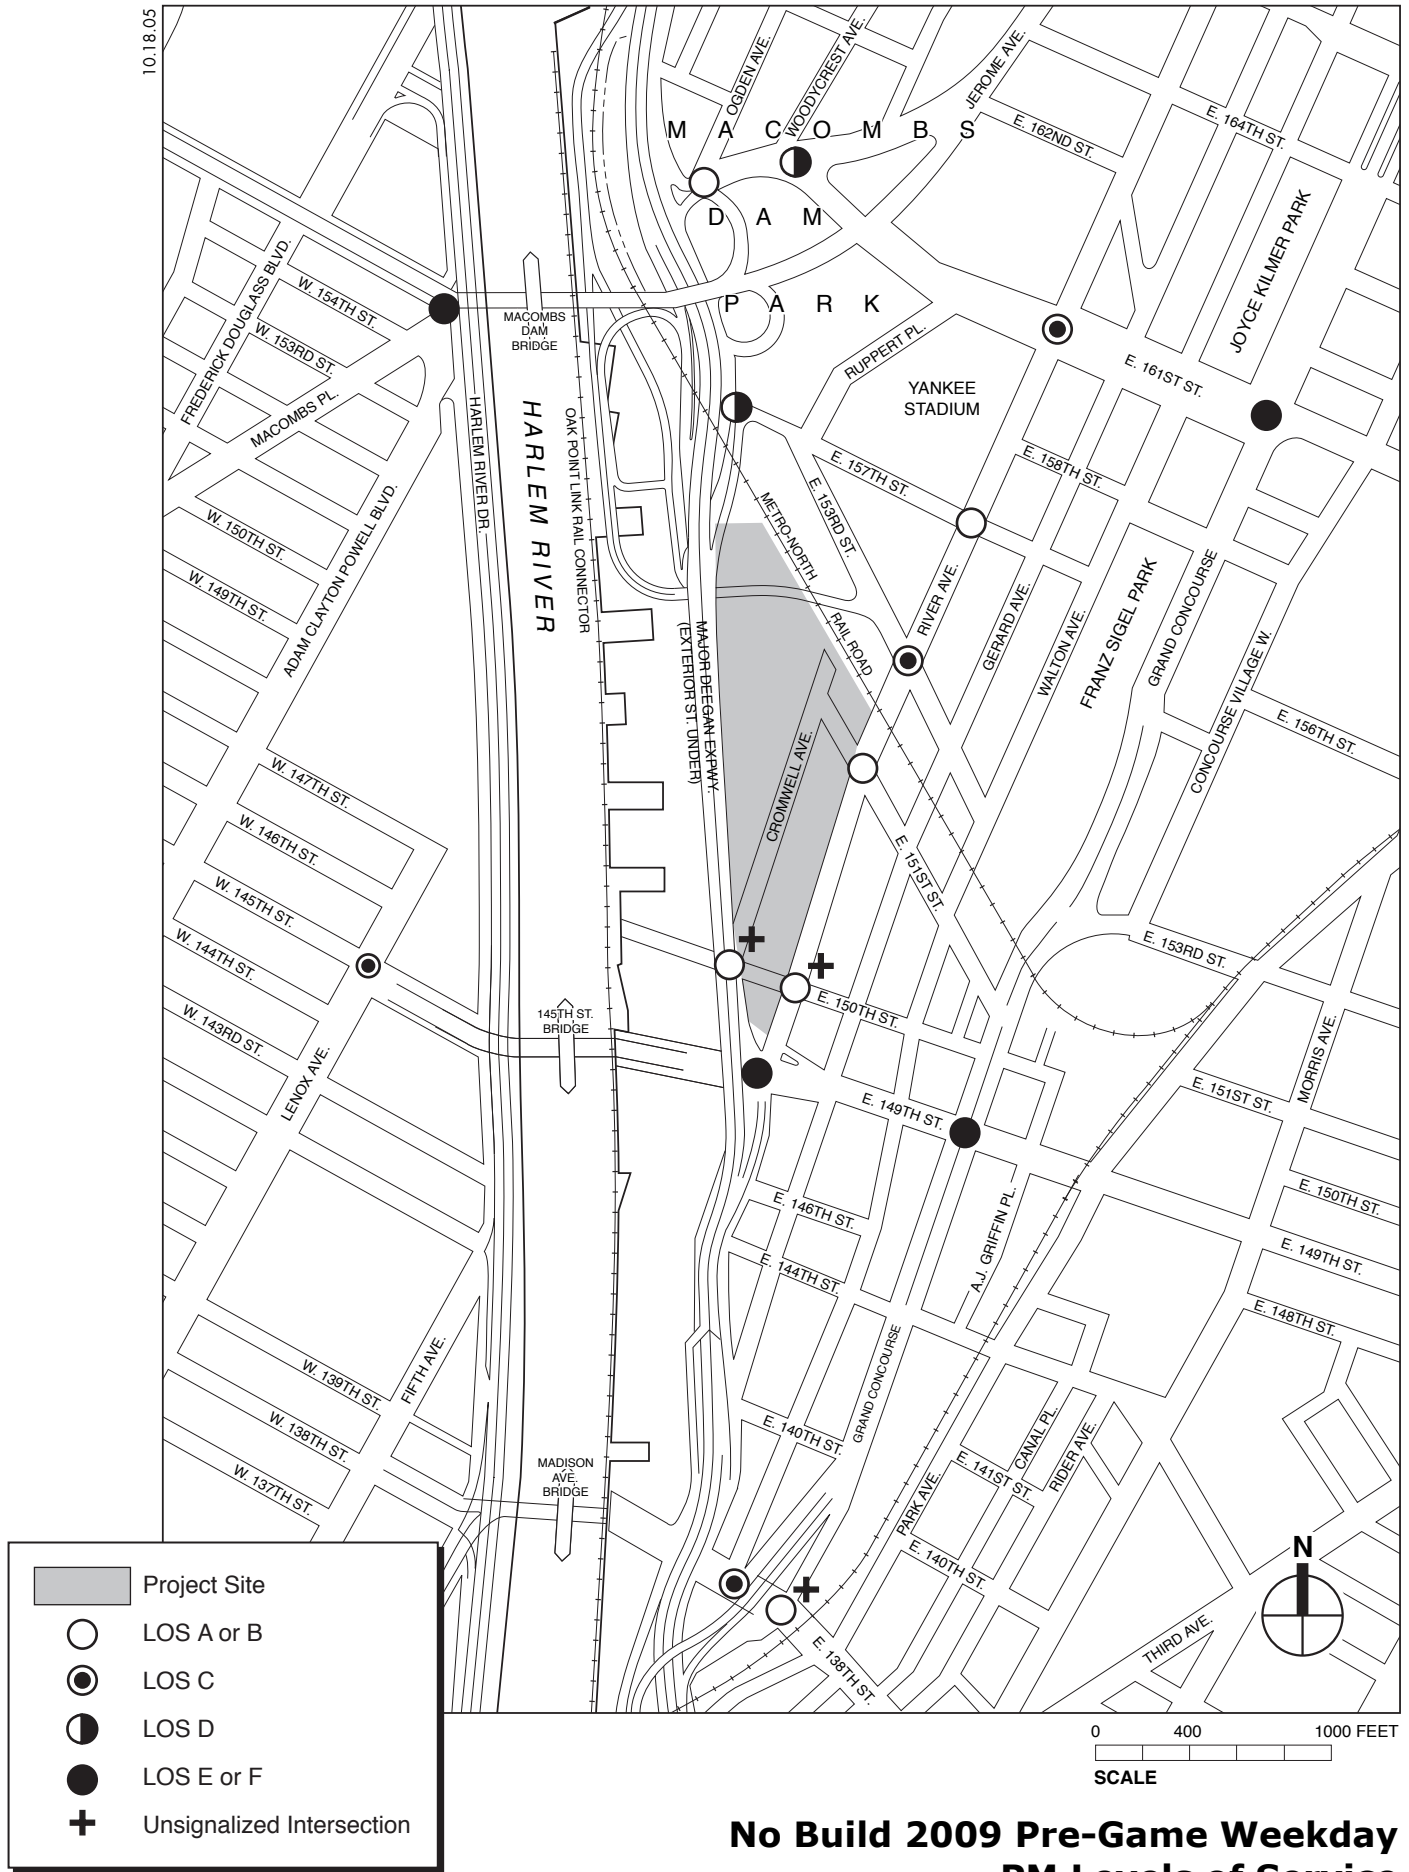 10.18.05
OGDEN AVE.
WOODYCREST AVE.
JEROME AVE.
M A C O M B S
D A M
P A R K
E. 162ND ST.
E. 164TH ST.
JOYCE KILMER PARK
FREDERICK DOUGLASS BLVD.
W. 154TH ST.
W. 153RD ST.
MACOMBS PL.
MACOMBS
DAM
BRIDGE
RUPPERT PL.
YANKEE
STADIUM
E. 161ST ST.
HARLEM RIVER DR.
HARLEM RIVER
OAK POINT LINK RAIL CONNECTOR
E. 157TH ST.
E. 158TH ST.
E. 153RD ST.
METRO-NORTH
RAIL ROAD
W. 150TH ST.
W. 149TH ST.
ADAM CLAYTON POWELL BLVD.
MAJOR DEEGAN EXPWY.
(EXTERIOR ST. UNDER)
RIVER AVE.
GERARD AVE.
WALTON AVE.
FRANZ SIGEL PARK
GRAND CONCOURSE
CONCOURSE VILLAGE W.
E. 156TH ST.
CROMWELL AVE.
W. 147TH ST.
W. 146TH ST.
W. 145TH ST.
W. 144TH ST.
W. 143RD ST.
E. 151ST ST.
E. 153RD ST.
145TH ST.
BRIDGE
E. 150TH ST.
LENOX AVE.
MORRIS AVE.
E. 151ST ST.
E. 149TH ST.
E. 150TH ST.
E. 146TH ST.
A.J. GRIFFIN PL.
E. 149TH ST.
E. 144TH ST.
E. 148TH ST.
FIFTH AVE.
GRAND CONCOURSE
W. 139TH ST.
W. 138TH ST.
W. 137TH ST.
E. 140TH ST.
CANAL PL.
RIDER AVE.
MADISON
AVE.
BRIDGE
PARK AVE.
E. 141ST ST.
E. 140TH ST.
E. 138TH ST.
THIRD AVE.
N
Project Site
LOS A or B
LOS C
LOS D
LOS E or F
Unsignalized Intersection
0 400 1000 FEET
SCALE
No Build 2009 Pre-Game Weekday
PM Levels of Service